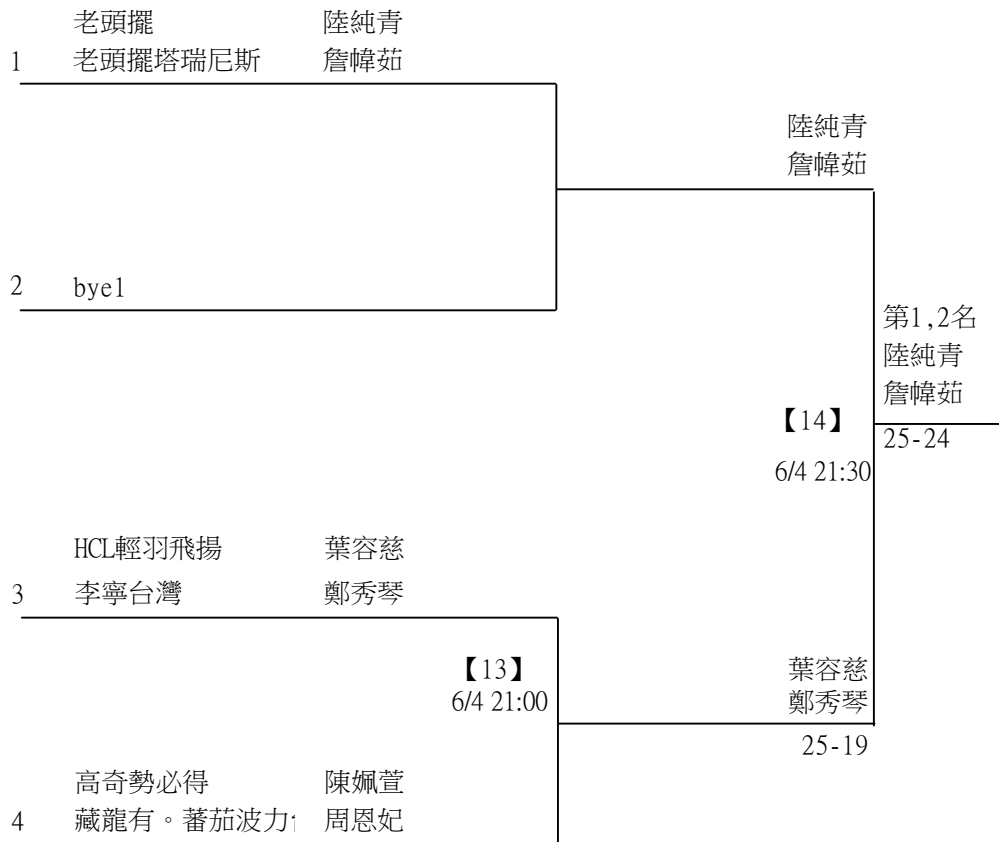 老頭擺 陸純青
1 老頭擺塔瑞尼斯 詹幃茹
陸純青
詹幃茹
2 bye1
第1,2名
陸純青
詹幃茹
【14】
25-24
6/4 21:30
HCL輕羽飛揚 葉容慈
3 李寧台灣 鄭秀琴
【13】 葉容慈
6/4 21:00 鄭秀琴
25-19
高奇勢必得 陳姵萱
4 藏龍有。蕃茄波力 周恩妃